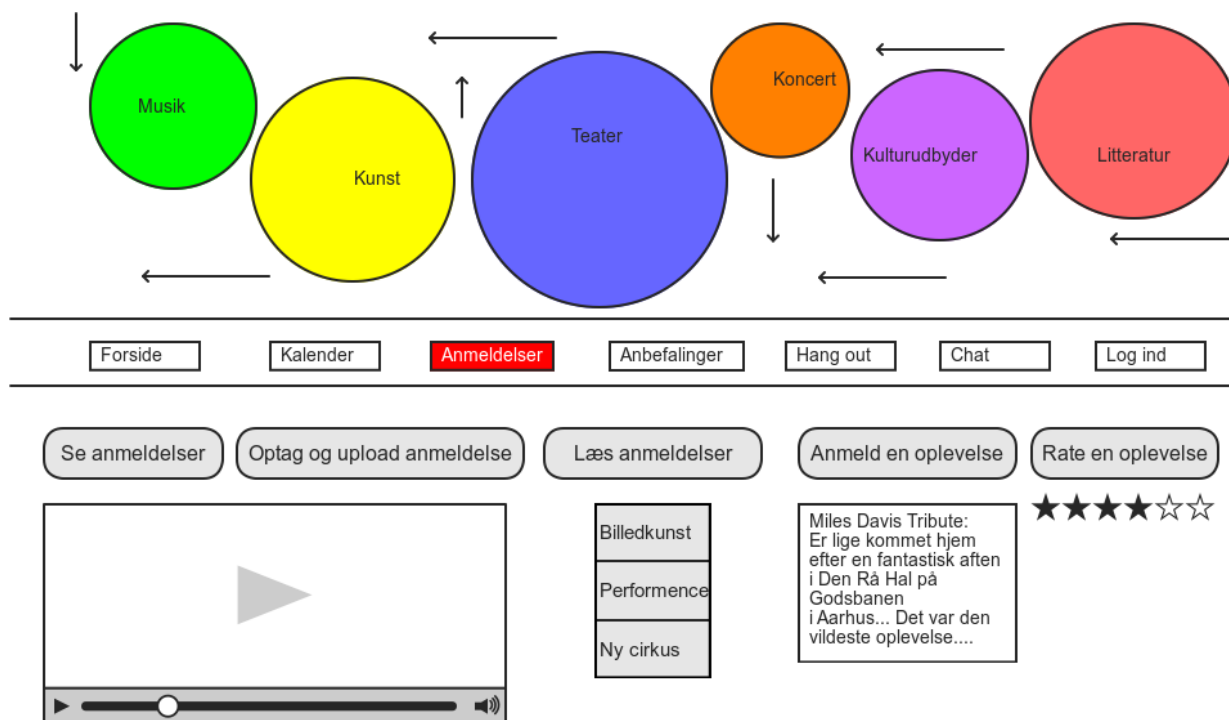 Musik
Kunst
Teater
Koncert
Kulturudbyder
Litteratur
Forside
Kalender
Anmeldelser
Anbefalinger
Hang out
Chat
Log ind
Se anmeldelser
Optag og upload anmeldelse
Læs anmeldelser
Anmeld en oplevelse
Rate en oplevelse
Billedkunst
Performence
Ny cirkus
Miles Davis Tribute:
Er lige kommet hjem
efter en fantastisk aften
i Den Rå Hal på
Godsbanen
i Aarhus... Det var den
vildeste oplevelse....